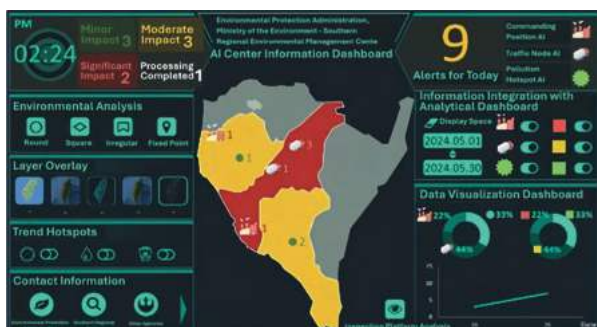 PM
02:24
Minor
Impact 3
Moderate
Impact 3
Significant
Impact 2
Processing
Completed 1
Environmental Protection Administration,
Ministry of the Environment - Southern
Regional Environmental Management Cente
AI Center Information Dashboard
9
Alerts for Today
Commanding
Position AI
Traffic Node AI
Pollution
Hotspot AI
Environmental Analysis
Round
Square
Irregular
Fixed Point
Layer Overlay
Trend Hotspots
Contact Information
1
1
3
1
1
2
Information Integration with
Analytical Dashboard
Display Space
2024.05.01
2024.05.30
Data Visualization Dashboard
22%
33%
44%
22%
33%
44%